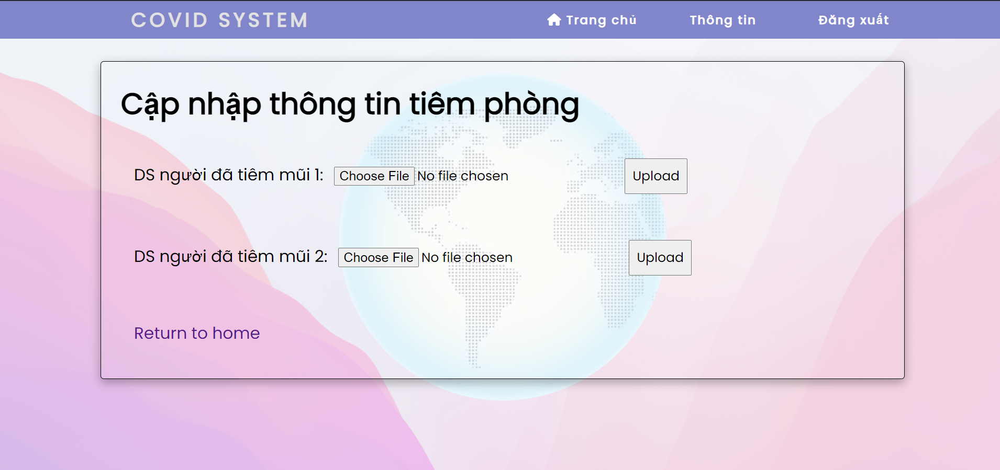 COVID SYSTEM Trang chủ Thông tin Đăng xuất
Cập nhập thông tin tiêm phòng
DS người đã tiêm mũi 1: Choose File No file chosen Upload
DS người đã tiêm mũi 2: Choose File No file chosen Upload
Return to home